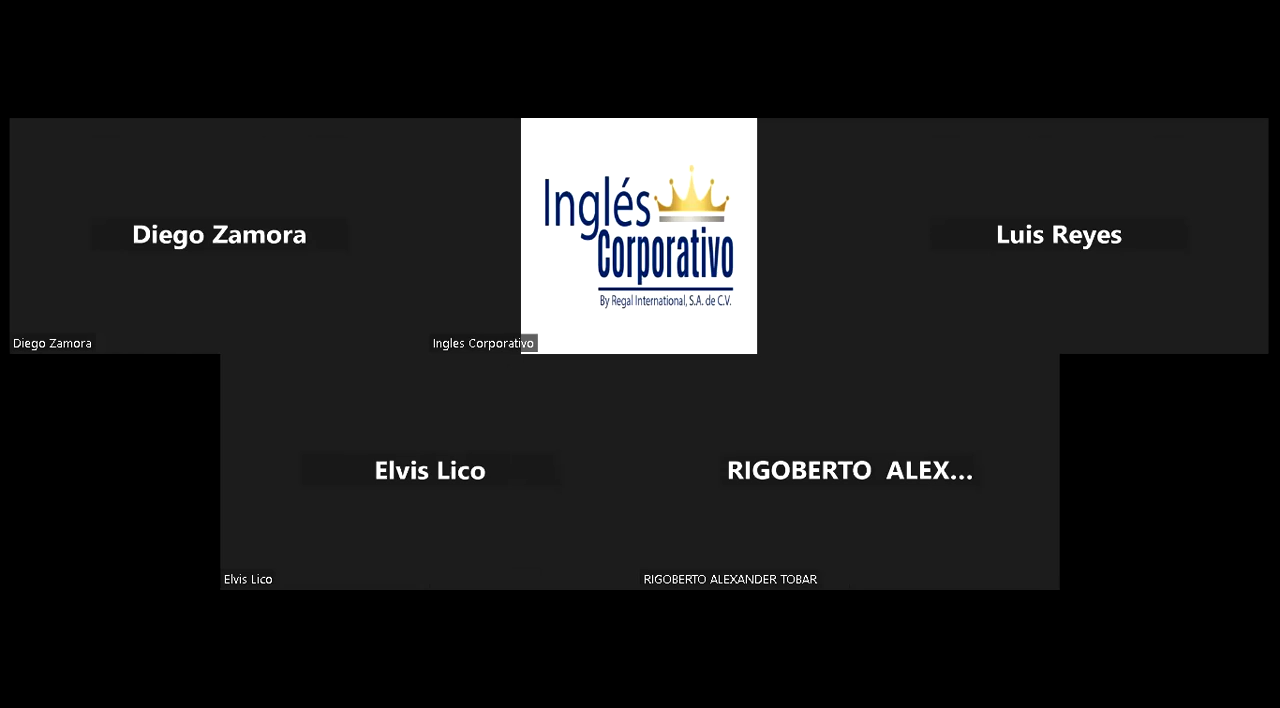 Diego Zamora
Diego Zamora
Inglés
Corporativo
By Regal International, S.A. de C.V.
Ingles Corporativo
Luis Reyes
Elvis Lico
Elvis Lico
RIGOBERTO ALEX...
RIGOBERTO ALEXANDER TOBAR